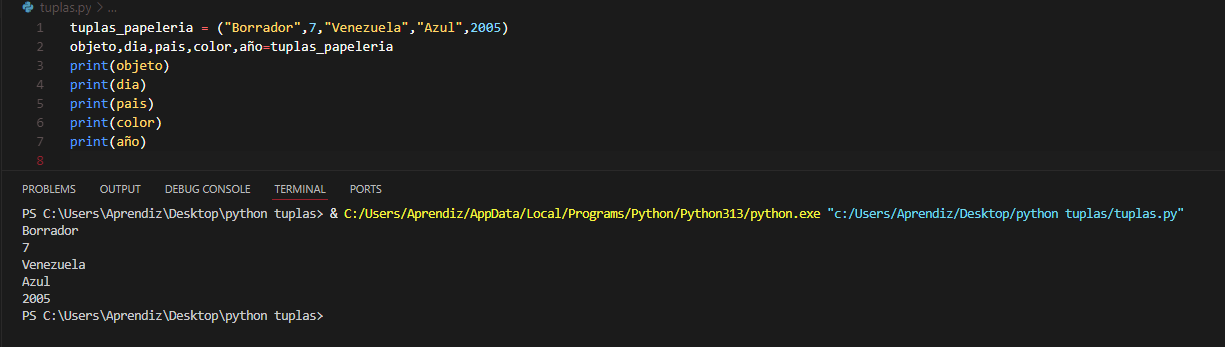 tuplas.py > ...
1 tuplas_papeleria = ("Borrador",7,"Venezuela","Azul",2005)
2 objeto,dia,pais,color,año=tuplas_papeleria
3 print(objeto)
4 print(dia)
5 print(pais)
6 print(color)
7 print(año)
8
PROBLEMS OUTPUT DEBUG CONSOLE TERMINAL PORTS
PS C:\Users\Aprendiz\Desktop\python tuplas> & C:/Users/Aprendiz/AppData/Local/Programs/Python/Python313/python.exe "c:/Users/Aprendiz/Desktop/python tuplas/tuplas.py"
Borrador
7
Venezuela
Azul
2005
PS C:\Users\Aprendiz\Desktop\python tuplas>